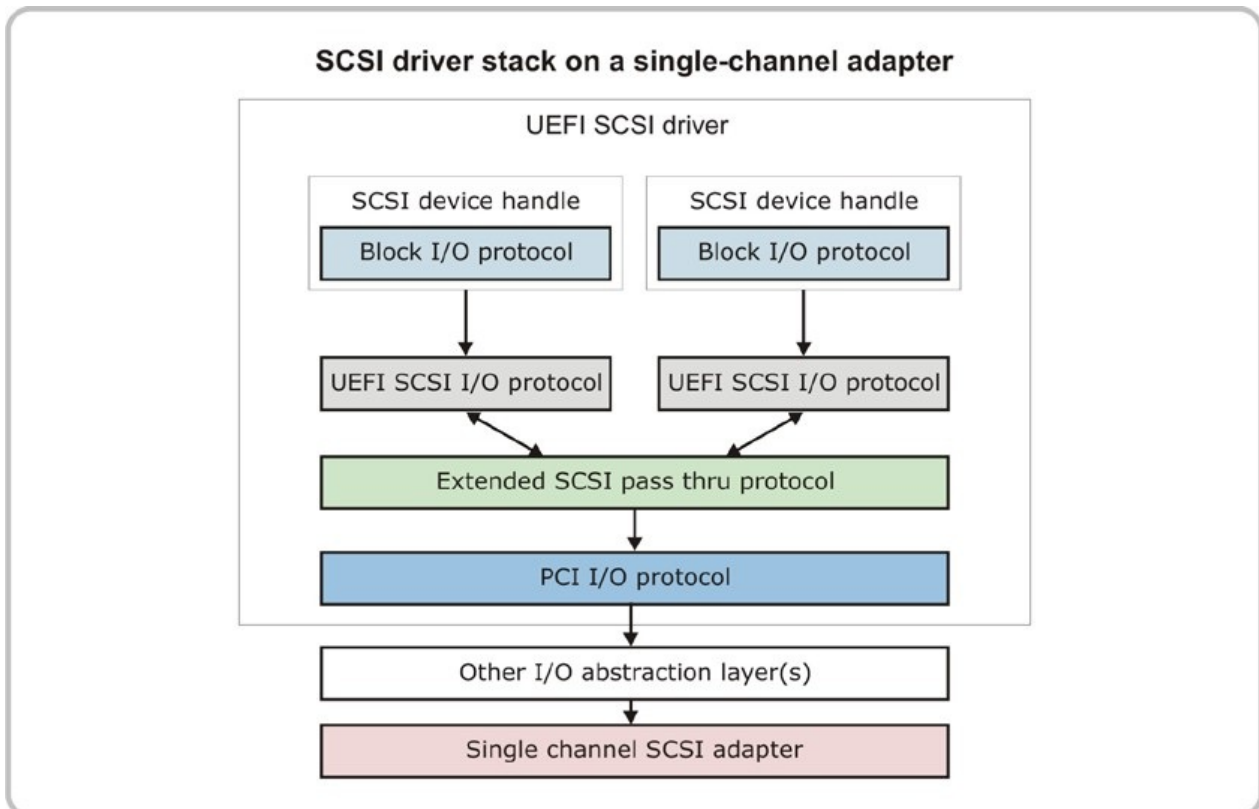 SCSI driver stack on a single-channel adapter
UEFI SCSI driver
SCSI device handle
Block I/O protocol
SCSI device handle
Block I/O protocol
UEFI SCSI I/O protocol
UEFI SCSI I/O protocol
Extended SCSI pass thru protocol
PCI I/O protocol
Other I/O abstraction layer(s)
Single channel SCSI adapter